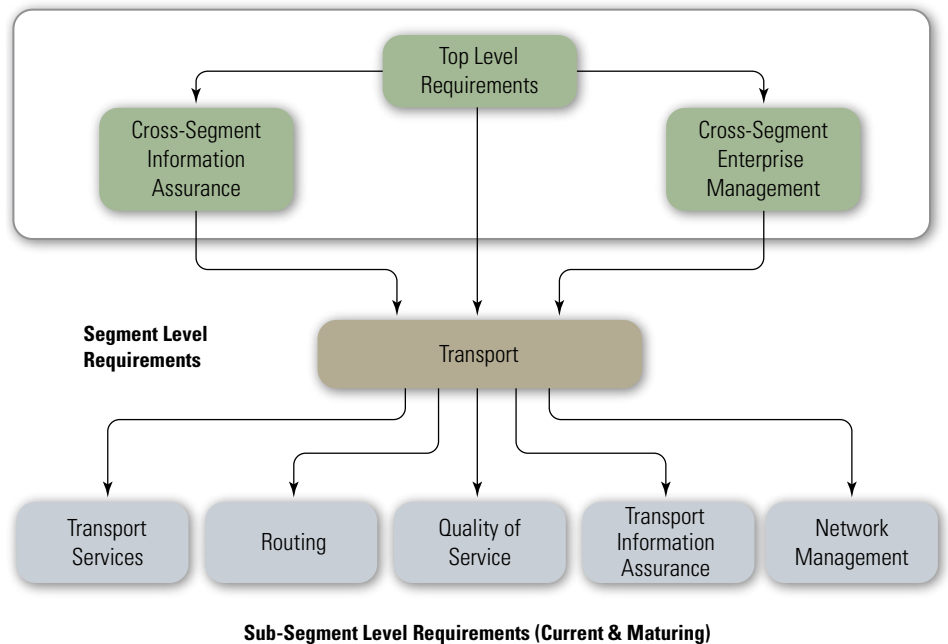 Top Level
Requirements
Cross-Segment
Information
Assurance
Cross-Segment
Enterprise
Management
Segment Level
Requirements
Transport
Transport
Services
Routing
Quality of
Service
Transport
Information
Assurance
Network
Management
Sub-Segment Level Requirements (Current & Maturing)